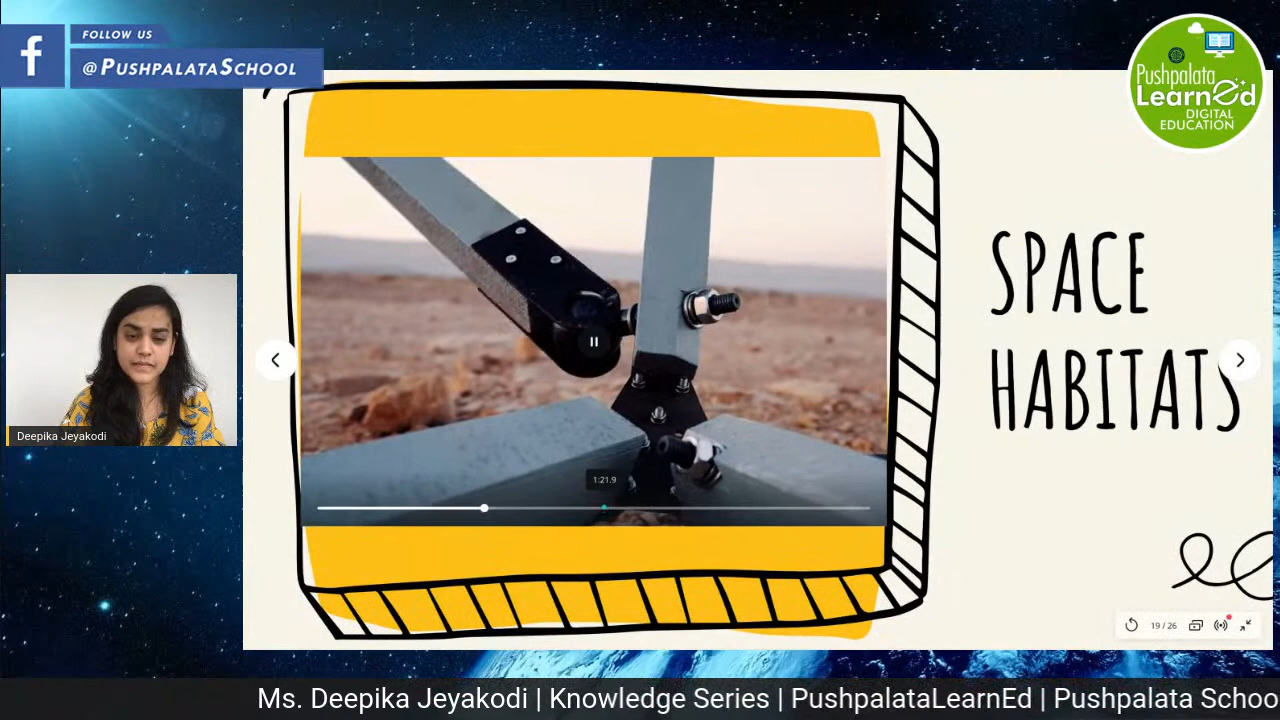 FOLLOW US
f
@PUSHPALATASCHOOL
Pushpalata
LearnEd
DIGITAL
EDUCATION
SPACE
HABITATS
Deepika Jeyakodi
1:21.9
19 / 26
Ms. Deepika Jeyakodi | Knowledge Series | PushpalataLearnEd | Pushpalata Schoo